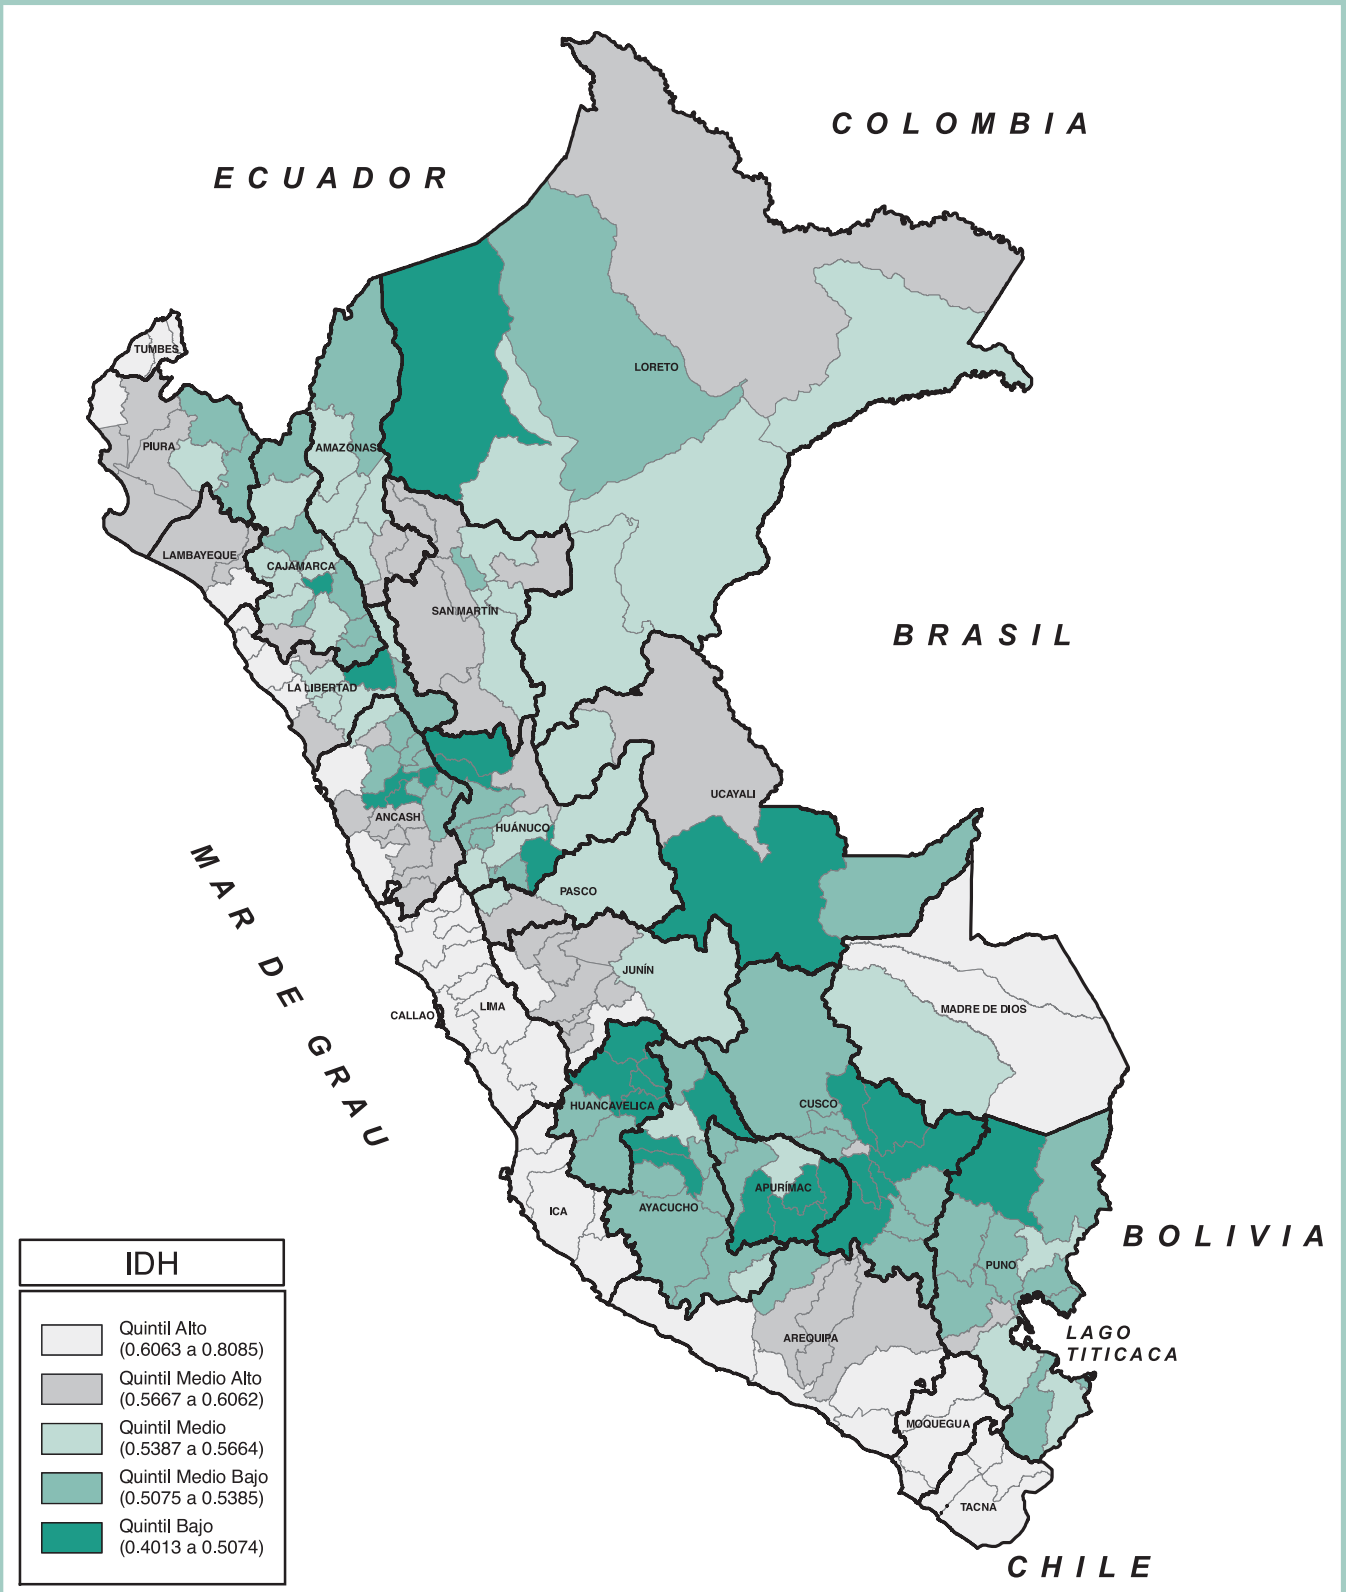 COLOMBIA
ECUADOR
TUMBES
LORETO
PIURA
AMAZONAS
LAMBAYEQUE
CAJAMARCA
SAN MARTÍN
BRASIL
LA LIBERTAD
UCAYALI
ANCASH
HUÁNUCO
PASCO
MAR DE GRAU
JUNÍN
LIMA
MADRE DE DIOS
CALLAO
HUANCAVELICA
CUSCO
APURÍMAC
AYACUCHO
ICA
BOLIVIA
PUNO
LAGO
TITICACA
AREQUIPA
MOQUEGUA
TACNA
CHILE
IDH
Quintil Alto
(0.6063 a 0.8085)
Quintil Medio Alto
(0.5667 a 0.6062)
Quintil Medio
(0.5387 a 0.5664)
Quintil Medio Bajo
(0.5075 a 0.5385)
Quintil Bajo
(0.4013 a 0.5074)